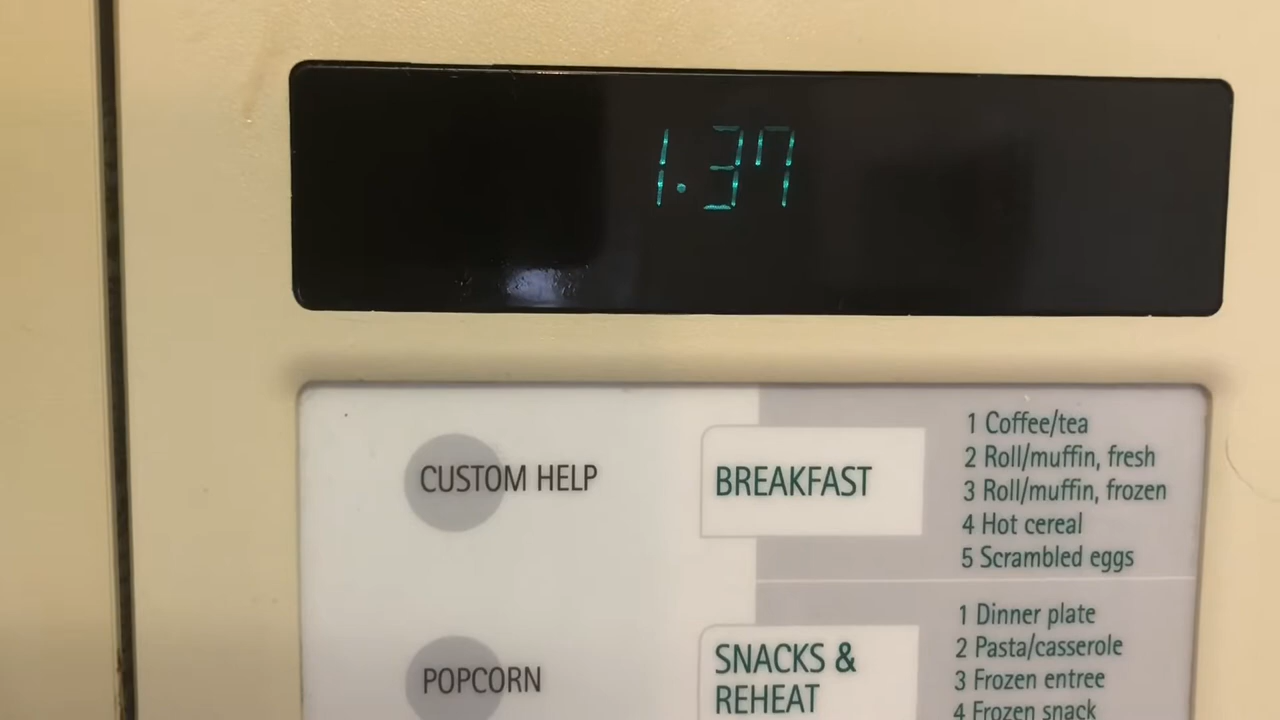 1.37
CUSTOM HELP
BREAKFAST
1 Coffee/tea
2 Roll/muffin, fresh
3 Roll/muffin, frozen
4 Hot cereal
5 Scrambled eggs
POPCORN
SNACKS &
REHEAT
1 Dinner plate
2 Pasta/casserole
3 Frozen entree
4 Frozen snack